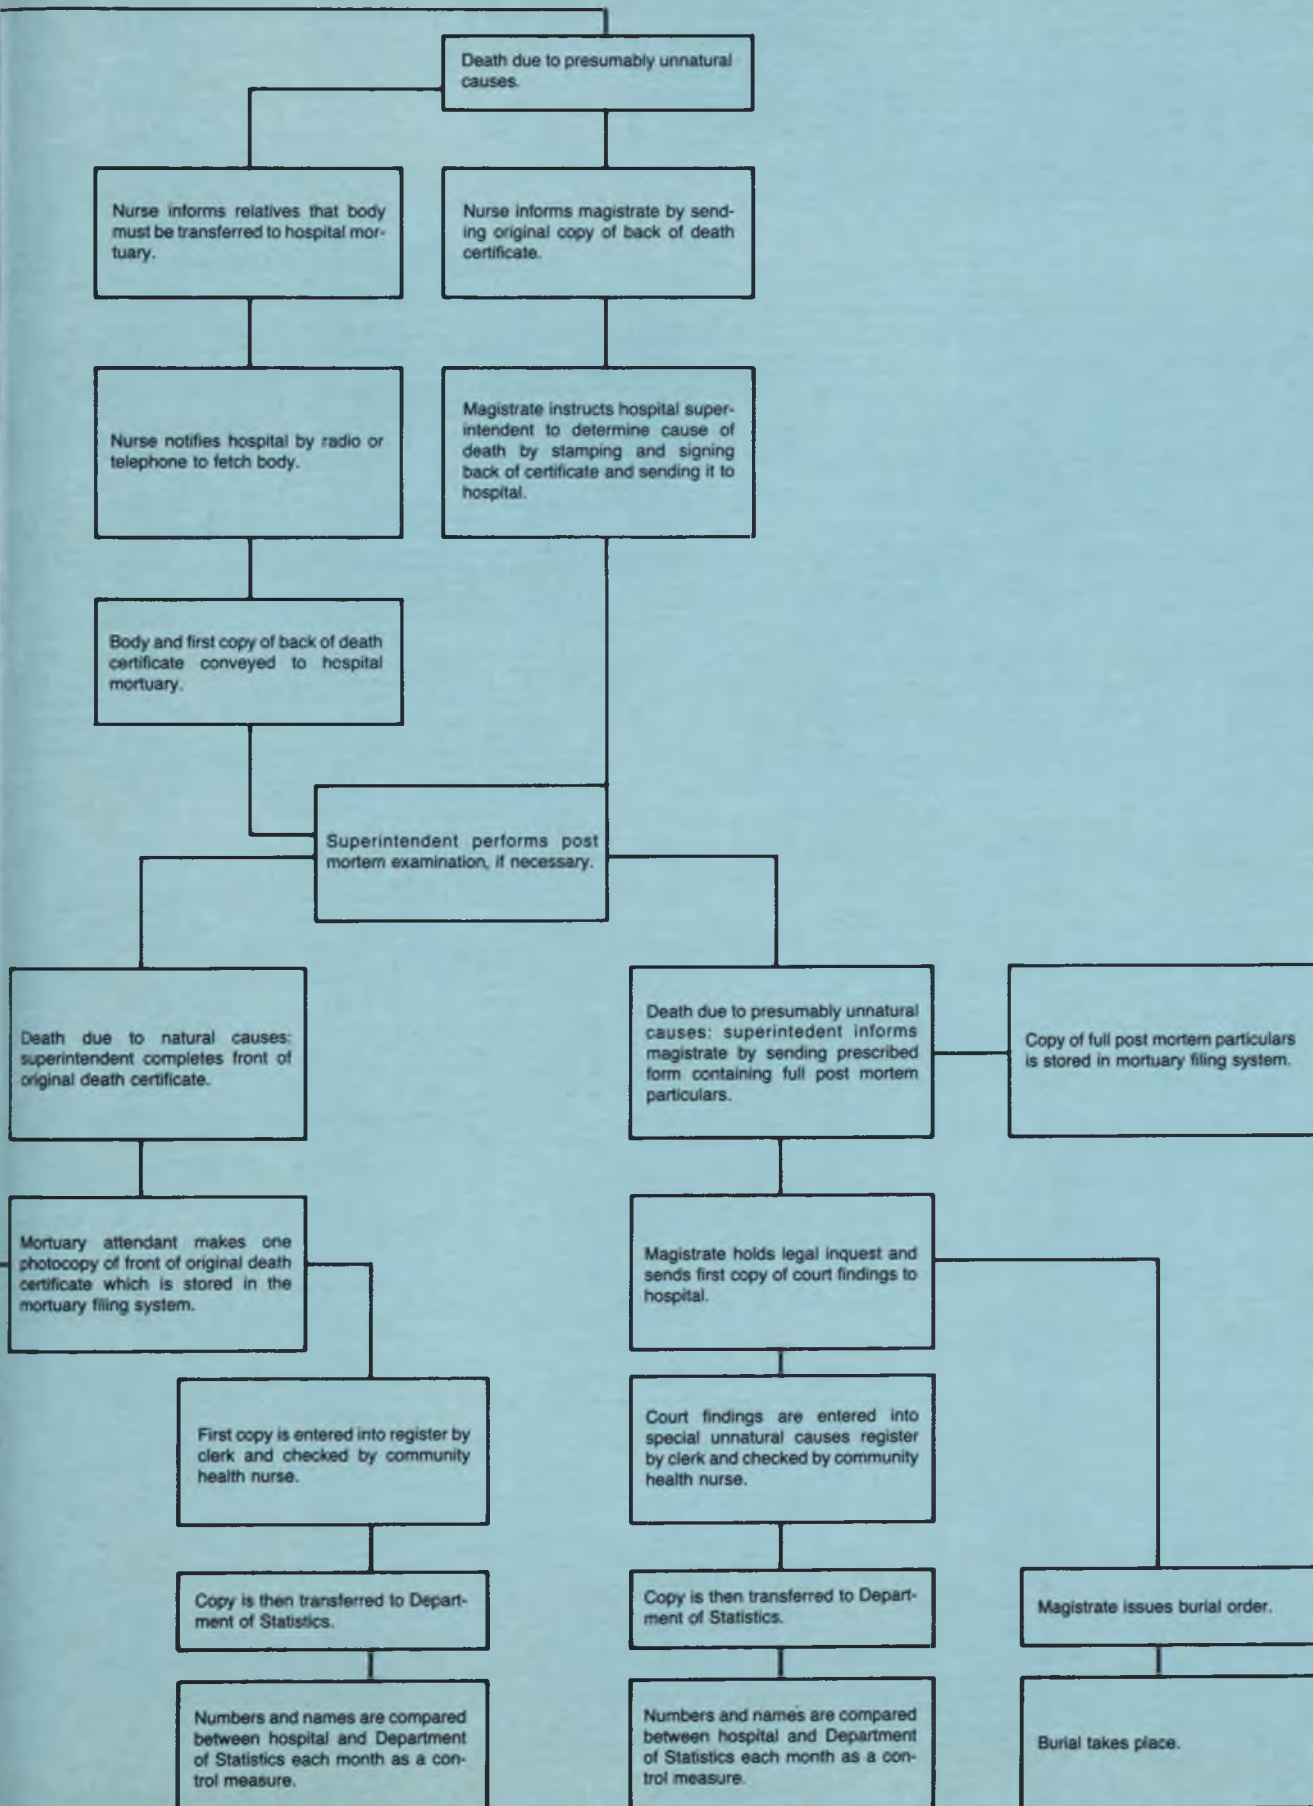 Death due to presumably unnatural
causes.
Nurse informs relatives that body
must be transferred to hospital mor-
tuary.
Nurse informs magistrate by send-
ing original copy of back of death
certificate.
Nurse notifies hospital by radio or
telephone to fetch body.
Magistrate instructs hospital super-
intendent to determine cause of
death by stamping and signing
back of certificate and sending it to
hospital.
Body and first copy of back of death
certificate conveyed to hospital
mortuary.
Superintendent performs post
mortem examination, if necessary.
Death due to natural causes:
superintendent completes front of
original death certificate.
Death due to presumably unnatural
causes: superintedent informs
magistrate by sending prescribed
form containing full post mortem
particulars.
Copy of full post mortem particulars
is stored in mortuary filing system.
Mortuary attendant makes one
photocopy of front of original death
certificate which is stored in the
mortuary filing system.
Magistrate holds legal inquest and
sends first copy of court findings to
hospital.
First copy is entered into register by
clerk and checked by community
health nurse.
Court findings are entered into
special unnatural causes register
by clerk and checked by community
health nurse.
Copy is then transferred to Depart-
ment of Statistics.
Copy is then transferred to Depart-
ment of Statistics.
Magistrate issues burial order.
Numbers and names are compared
between hospital and Department
of Statistics each month as a con-
trol measure.
Numbers and names are compared
between hospital and Department
of Statistics each month as a con-
trol measure.
Burial takes place.